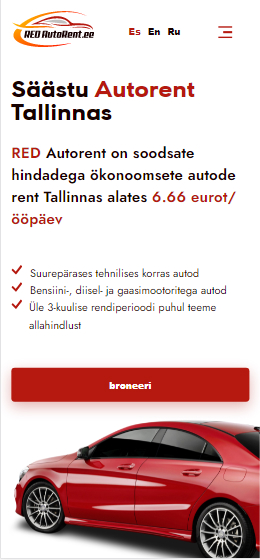 RED AutoRent.ee
Es En Ru
Säästu Autorent
Tallinnas
RED Autorent on soodsate
hindadega ökonoomsete autode
rent Tallinnas alates 6.66 eurot/
ööpäev
Suurepärases tehnilises korras autod
Bensiini-, diisel- ja gaasimootoritega autod
Üle 3-kuulise rendiperioodi puhul teeme
allahindlust
broneeri